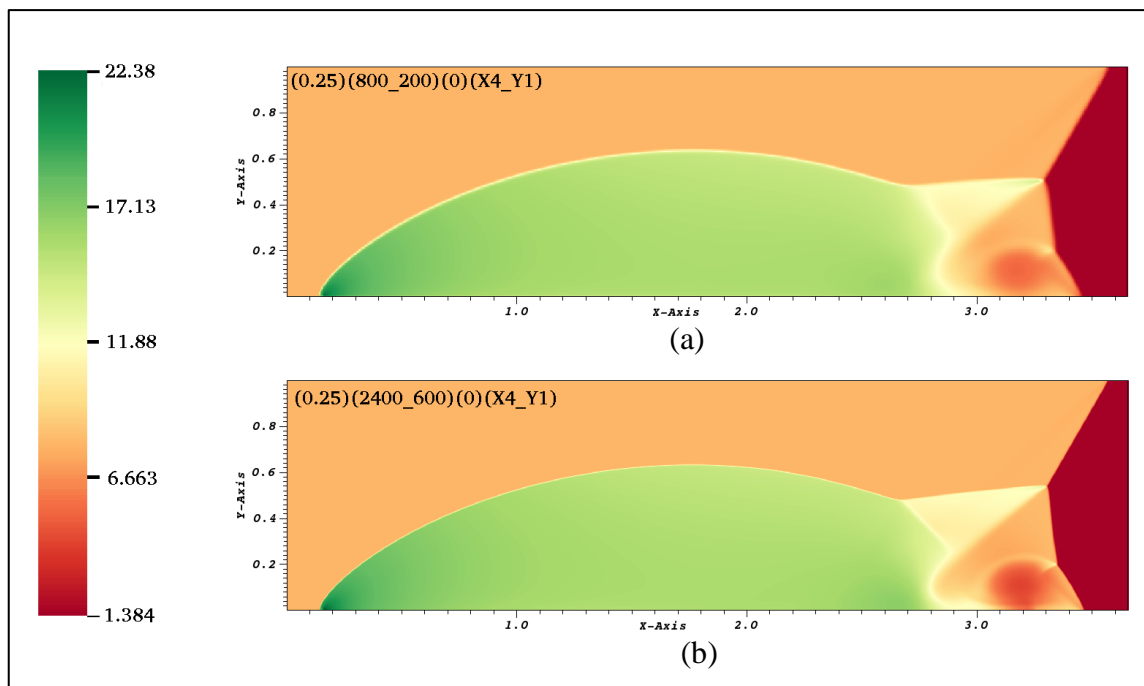 22.38
17.13
11.88
6.663
1.384
(0.25)(800_200)(0)(X4_Y1)
Y-Axis
0.8
0.6
0.4
0.2
1.0
2.0
3.0
X-Axis
(a)
(0.25)(2400_600)(0)(X4_Y1)
Y-Axis
0.8
0.6
0.4
0.2
1.0
2.0
3.0
X-Axis
(b)